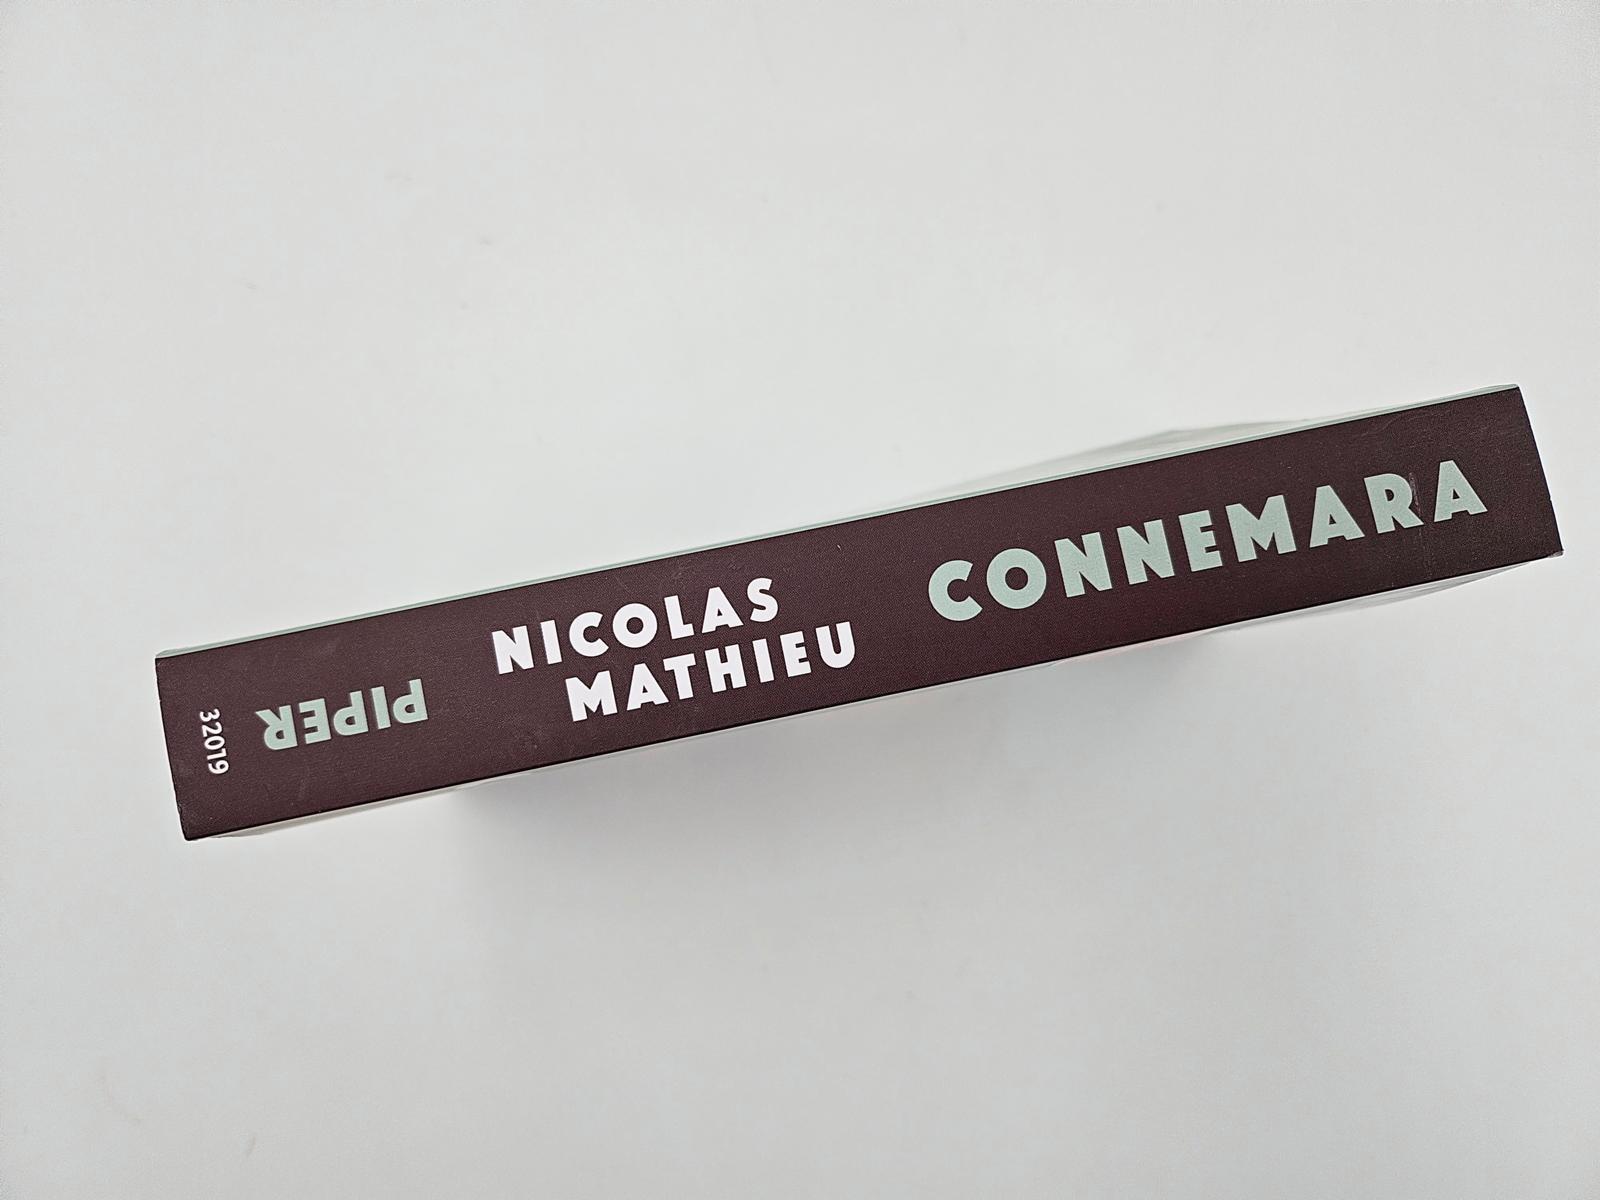 NICOLAS
MATHIEU
CONNEMARA
PIPER
32019